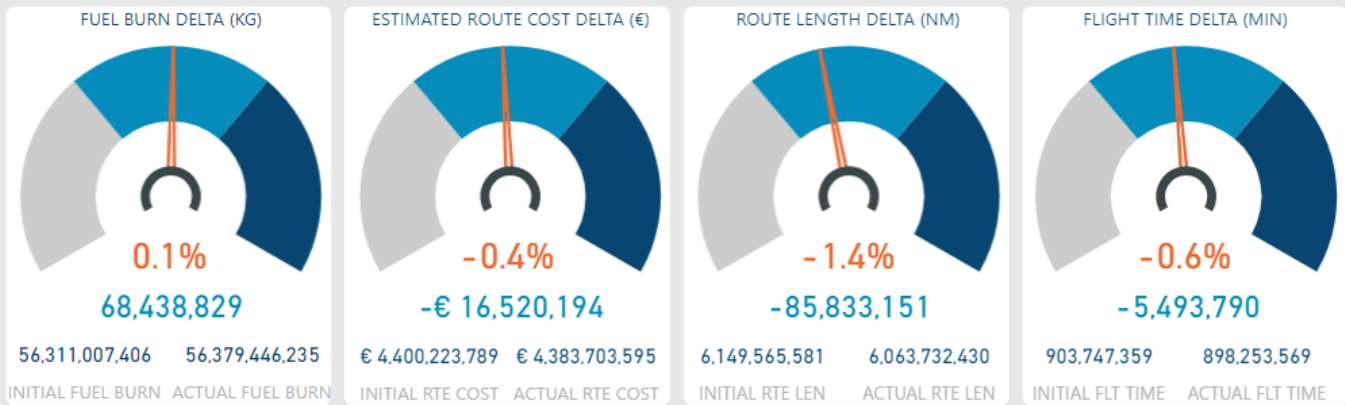 FUEL BURN DELTA (KG)
0.1%
68,438,829
56,311,007,406 56,379,446,235
INITIAL FUEL BURN ACTUAL FUEL BURN
ESTIMATED ROUTE COST DELTA (€)
-0.4%
-€ 16,520,194
€ 4,400,223,789 € 4,383,703,595
INITIAL RTE COST ACTUAL RTE COST
ROUTE LENGTH DELTA (NM)
-1.4%
-85,833,151
6,149,565,581 6,063,732,430
INITIAL RTE LEN ACTUAL RTE LEN
FLIGHT TIME DELTA (MIN)
-0.6%
-5,493,790
903,747,359 898,253,569
INITIAL FLT TIME ACTUAL FLT TIME